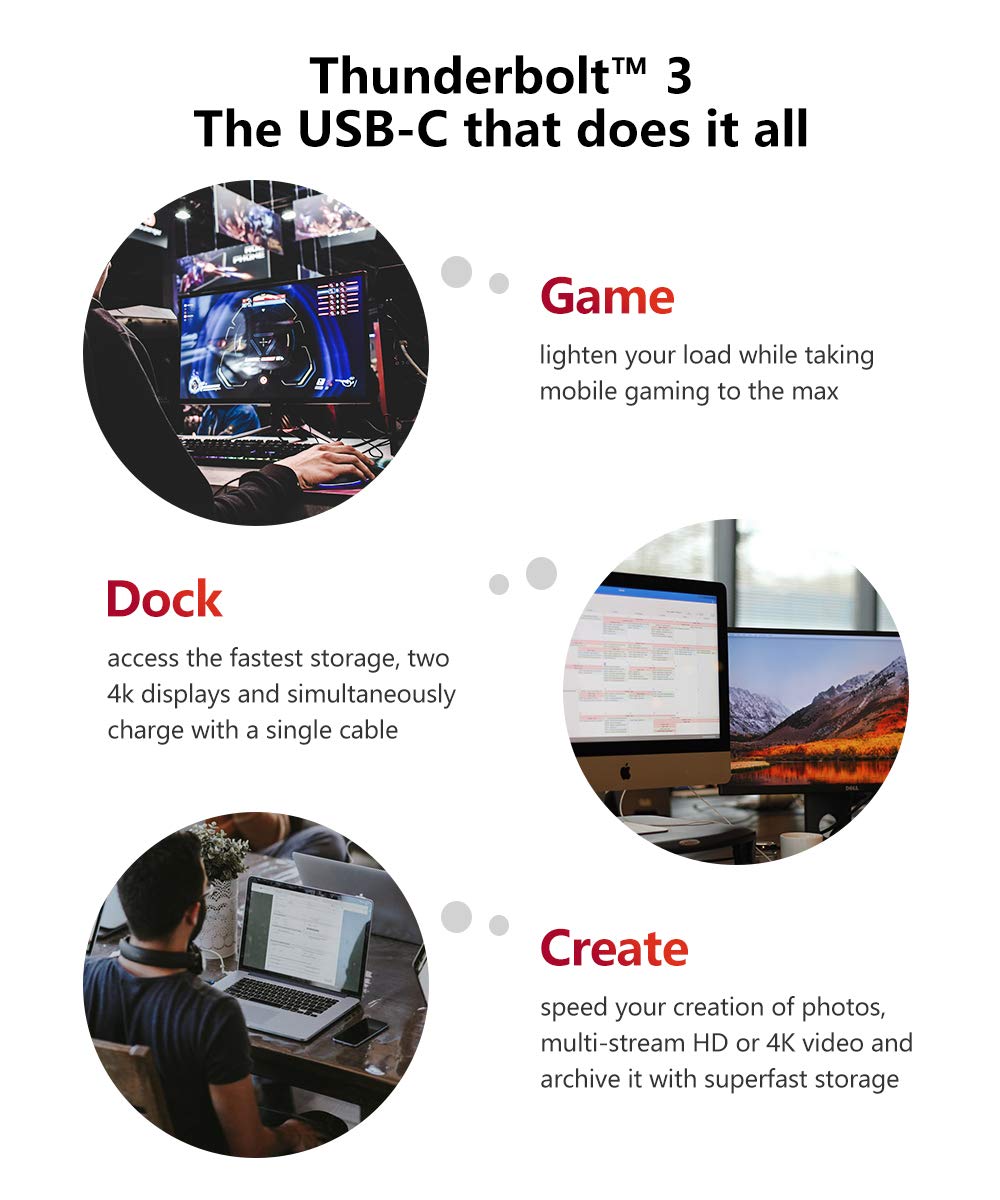 Thunderbolt™ 3
The USB-C that does it all
Game
lighten your load while taking
mobile gaming to the max
Dock
access the fastest storage, two
4k displays and simultaneously
charge with a single cable
DELL
Create
speed your creation of photos,
multi-stream HD or 4K video and
archive it with superfast storage